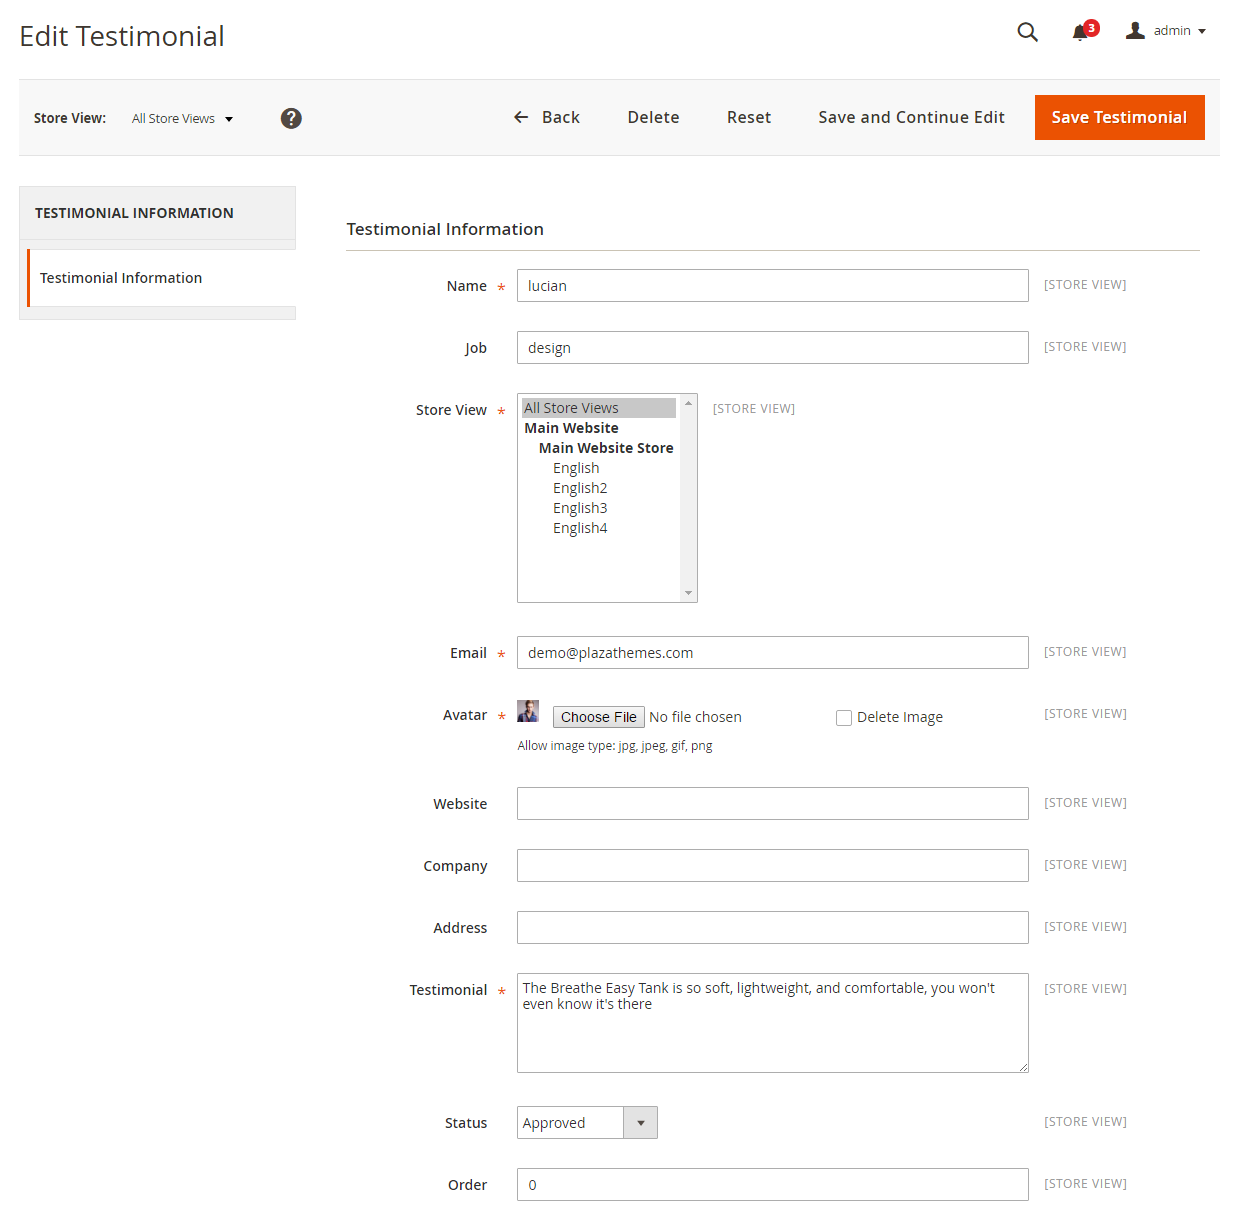 Edit Testimonial
3
admin
Store View: All Store Views ?
Back Delete Reset Save and Continue Edit Save Testimonial
TESTIMONIAL INFORMATION
Testimonial Information
Testimonial Information
Name * lucian [STORE VIEW]
Job design [STORE VIEW]
Store View * All Store Views [STORE VIEW]
Main Website
Main Website Store
English
English2
English3
English4
Email * demo@plazathemes.com [STORE VIEW]
Avatar * Choose File No file chosen Delete Image [STORE VIEW]
Allow image type: jpg, jpeg, gif, png
Website [STORE VIEW]
Company [STORE VIEW]
Address [STORE VIEW]
Testimonial * The Breathe Easy Tank is so soft, lightweight, and comfortable, you won't [STORE VIEW]
even know it's there
Status Approved [STORE VIEW]
Order 0 [STORE VIEW]